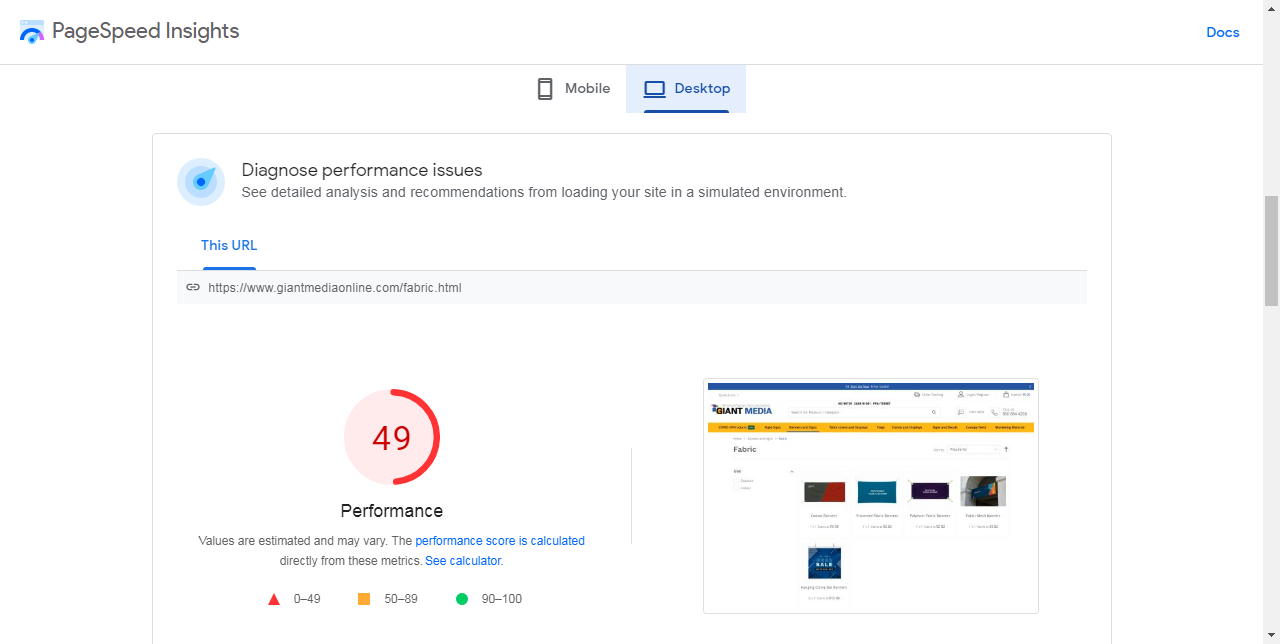 PageSpeed Insights
Docs
Mobile
Desktop
Diagnose performance issues
See detailed analysis and recommendations from loading your site in a simulated environment.
This URL
https://www.giantmediaonline.com/fabric.html
49
Performance
Values are estimated and may vary. The performance score is calculated
directly from these metrics. See calculator.
0–49
50–89
90–100
GIANT MEDIA
Fabric
SALE